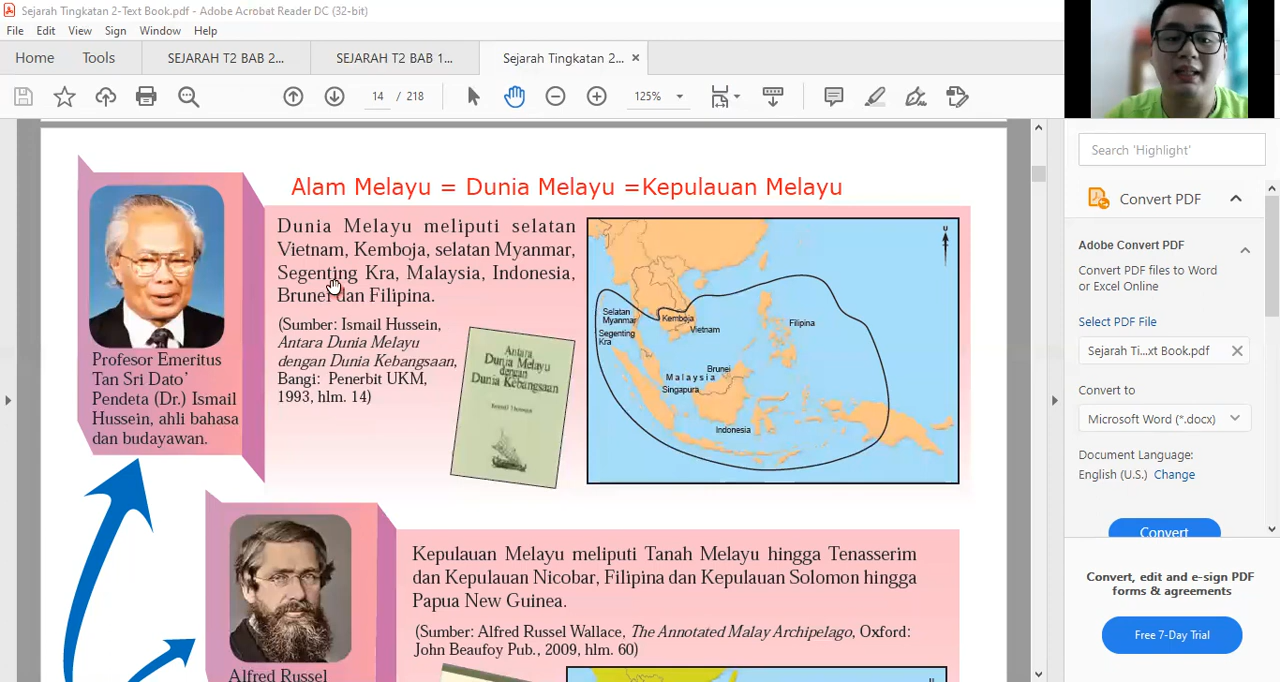 Sejarah Tingkatan 2-Text Book.pdf - Adobe Acrobat Reader DC (32-bit)
File Edit View Sign Window Help
Home Tools SEJARAH T2 BAB 2... SEJARAH T2 BAB 1... Sejarah Tingkatan 2...
14 / 218 125%
Alam Melayu = Dunia Melayu =Kepulauan Melayu
Dunia Melayu meliputi selatan
Vietnam, Kemboja, selatan Myanmar,
Segenting Kra, Malaysia, Indonesia,
Brunei dan Filipina.
(Sumber: Ismail Hussein,
Antara Dunia Melayu
dengan Dunia Kebangsaan,
Bangi: Penerbit UKM,
1993, hlm. 14)
Antara
Dunia Melayu
dengan
Dunia Kebangsaan
Profesor Emeritus
Tan Sri Dato'
Pendeta (Dr.) Ismail
Hussein, ahli bahasa
dan budayawan.
U
Selatan
Myanmar
Segenting
Kra
Kemboja
Vietnam
Filipina
Brunei
Malaysia
Singapura
Indonesia
Kepulauan Melayu meliputi Tanah Melayu hingga Tenasserim
dan Kepulauan Nicobar, Filipina dan Kepulauan Solomon hingga
Papua New Guinea.
(Sumber: Alfred Russel Wallace, The Annotated Malay Archipelago, Oxford:
John Beaufoy Pub., 2009, hlm. 60)
Alfred Russel
Search 'Highlight'
Convert PDF
Adobe Convert PDF
Convert PDF files to Word
or Excel Online
Select PDF File
Sejarah Ti...xt Book.pdf
Convert to
Microsoft Word (*.docx)
Document Language:
English (U.S.) Change
Convert
Convert, edit and e-sign PDF
forms & agreements
Free 7-Day Trial